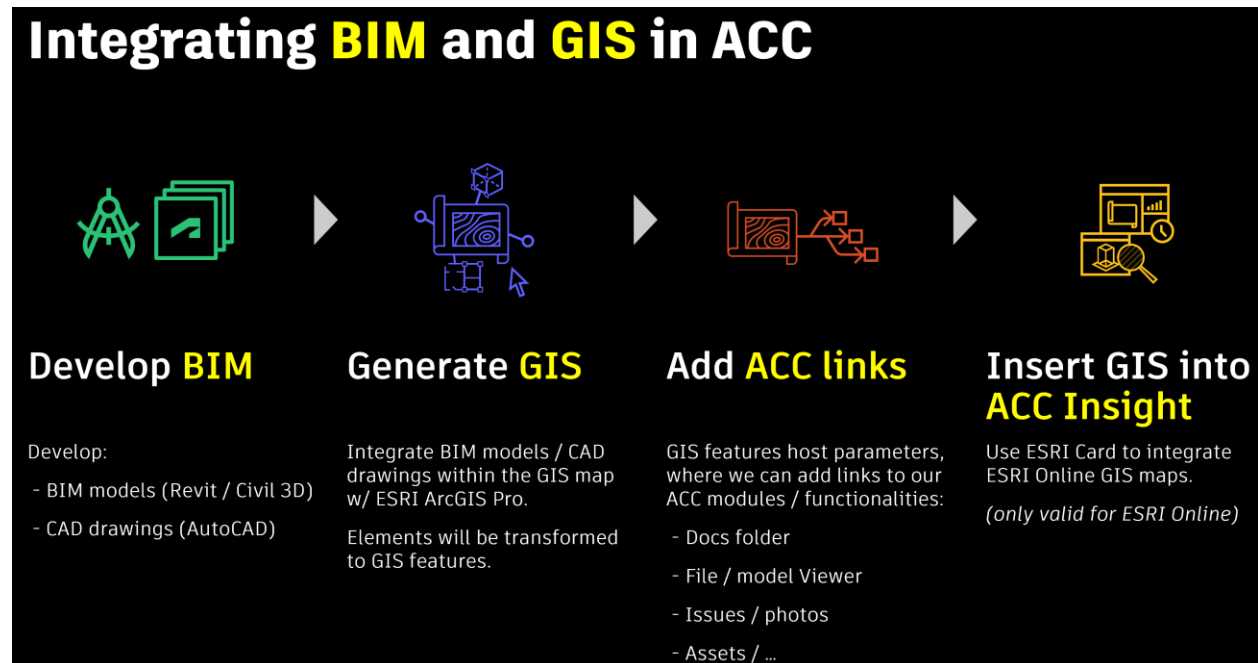 Integrating BIM and GIS in ACC
Develop BIM
Develop:
- BIM models (Revit / Civil 3D)
- CAD drawings (AutoCAD)
Generate GIS
Integrate BIM models / CAD
drawings within the GIS map
w/ ESRI ArcGIS Pro.
Elements will be transformed
to GIS features.
Add ACC links
GIS features host parameters,
where we can add links to our
ACC modules / functionalities:
- Docs folder
- File / model Viewer
- Issues / photos
- Assets / ...
Insert GIS into
ACC Insight
Use ESRI Card to integrate
ESRI Online GIS maps.
(only valid for ESRI Online)